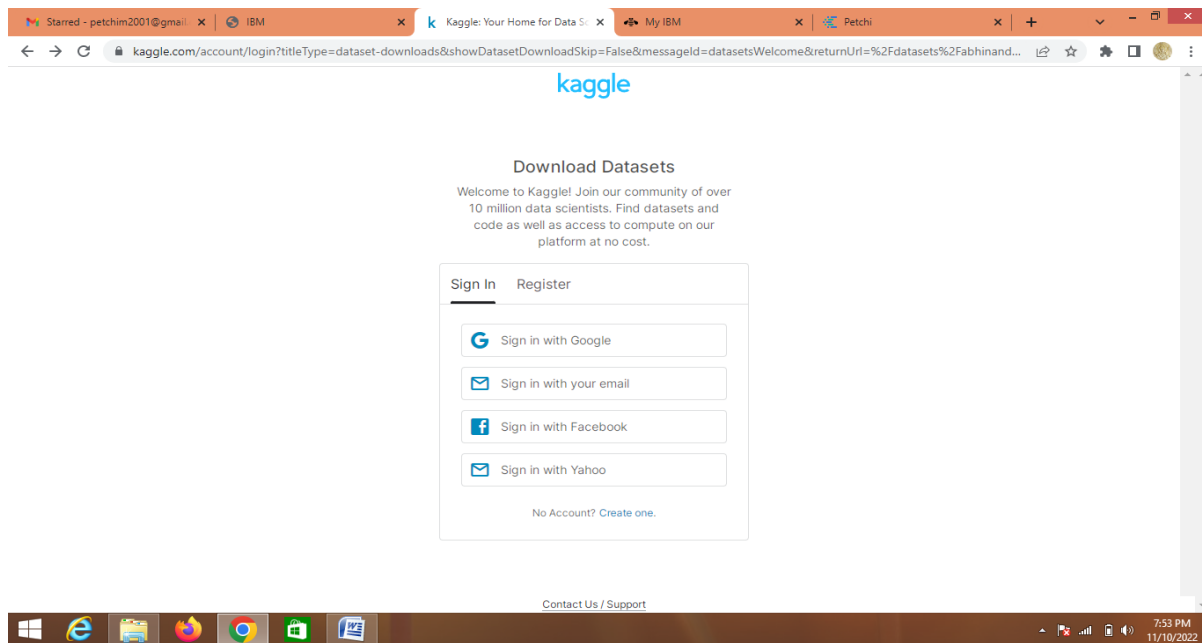 Starred - petchim2001@gmail.
IBM
Kaggle: Your Home for Data Sc
My IBM
Petchi
kaggle.com/account/login?titleType=dataset-downloads&showDatasetDownloadSkip=False&messageId=datasetsWelcome&returnUrl=%2Fdatasets%2Fabhinand...
kaggle
Download Datasets
Welcome to Kaggle! Join our community of over
10 million data scientists. Find datasets and
code as well as access to compute on our
platform at no cost.
Sign In Register
Sign in with Google
Sign in with your email
Sign in with Facebook
Sign in with Yahoo
No Account? Create one.
Contact Us / Support
7:53 PM
11/10/2022